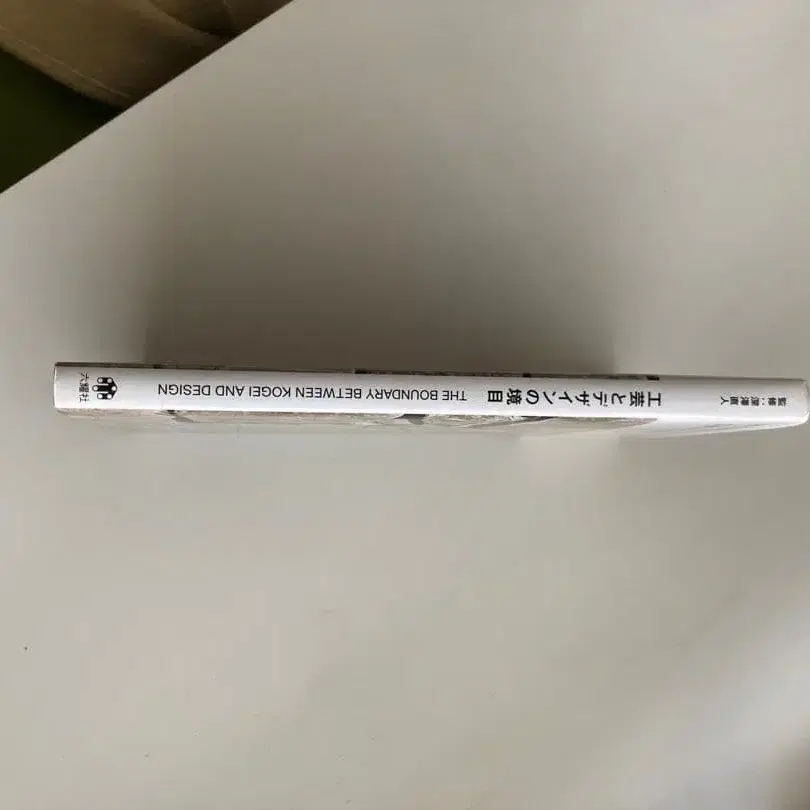 監修：深澤直人
工芸とデザインの境目
THE BOUNDARY BETWEEN KOGEI AND DESIGN
六耀社